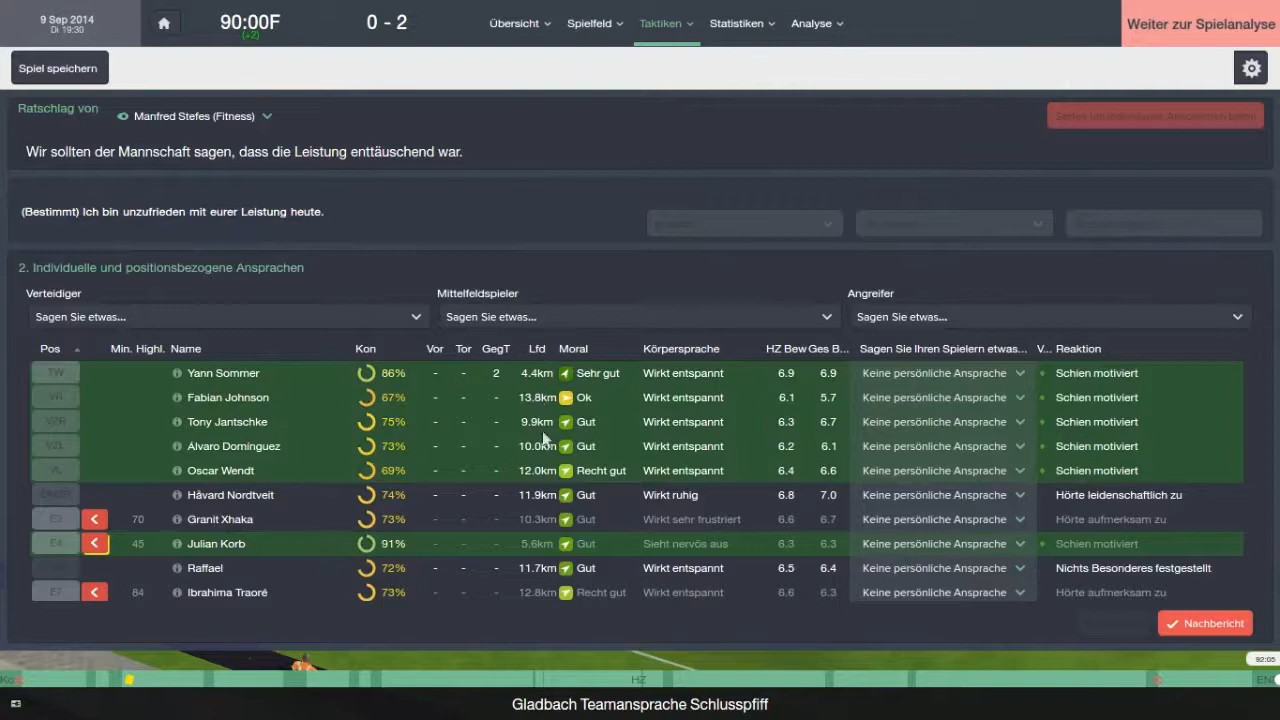 9 Sep 2014
Di 19:30
90:00F
(+2)
0 - 2
Übersicht Spielfeld Taktiken Statistiken Analyse
Weiter zur Spielanalyse
Spiel speichern
Ratschlag von Manfred Stefes (Fitness)
Wir sollten der Mannschaft sagen, dass die Leistung enttäuschend war.
(Bestimmt) Ich bin unzufrieden mit eurer Leistung heute.
2. Individuelle und positionsbezogene Ansprachen
Verteidiger Mittelfeldspieler Angreifer
Sagen Sie etwas... Sagen Sie etwas... Sagen Sie etwas...
Pos Min. Highl. Name Kon Vor Tor GegT Lfd Moral Körpersprache HZ Bew Ges B... Sagen Sie Ihren Spielern etwas... V... Reaktion
TW Yann Sommer 86% - - 2 4.4km Sehr gut Wirkt entspannt 6.9 6.9 Keine persönliche Ansprache Schien motiviert
VR Fabian Johnson 67% - - - 13.8km Ok Wirkt entspannt 6.1 5.7 Keine persönliche Ansprache Schien motiviert
VZR Tony Jantschke 75% - - - 9.9km Gut Wirkt entspannt 6.3 6.7 Keine persönliche Ansprache Schien motiviert
VZL Álvaro Domínguez 73% - - - 10.0km Gut Wirkt entspannt 6.2 6.1 Keine persönliche Ansprache Schien motiviert
VL Oscar Wendt 69% - - - 12.0km Recht gut Wirkt entspannt 6.4 6.6 Keine persönliche Ansprache Schien motiviert
Håvard Nordtveit 74% - - - 11.9km Gut Wirkt ruhig 6.8 7.0 Keine persönliche Ansprache Hörte leidenschaftlich zu
E3 70 Granit Xhaka 73% - - - 10.3km Gut Wirkt sehr frustriert 6.6 6.7 Keine persönliche Ansprache Hörte aufmerksam zu
E4 45 Julian Korb 91% - - - 5.6km Gut Sieht nervös aus 6.3 6.3 Keine persönliche Ansprache Schien motiviert
Raffael 72% - - - 11.7km Gut Wirkt entspannt 6.5 6.4 Keine persönliche Ansprache Nichts Besonderes festgestellt
E7 84 Ibrahima Traoré 73% - - - 12.8km Recht gut Wirkt entspannt 6.6 6.3 Keine persönliche Ansprache Hörte aufmerksam zu
Nachbericht
92:05
HZ
Gladbach Teamansprache Schlusspfiff